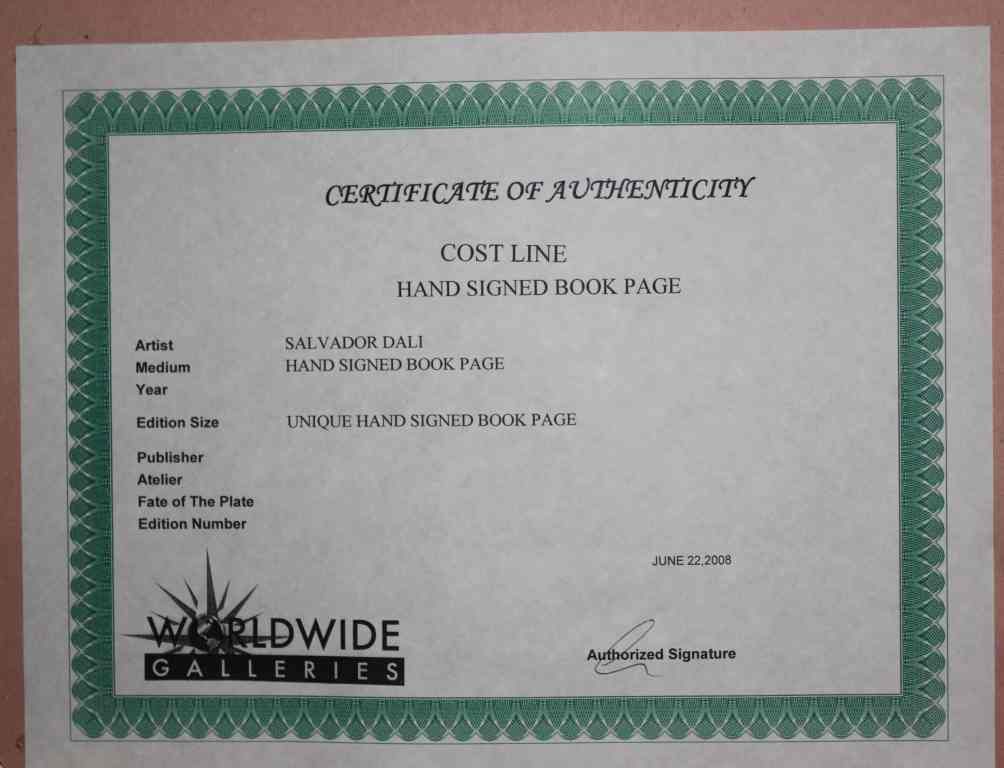 CERTIFICATE OF AUTHENTICITY
COST LINE
HAND SIGNED BOOK PAGE
Artist SALVADOR DALI
Medium HAND SIGNED BOOK PAGE
Year
Edition Size UNIQUE HAND SIGNED BOOK PAGE
Publisher
Atelier
Fate of The Plate
Edition Number
JUNE 22,2008
WORLDWIDE
GALLERIES
Authorized Signature